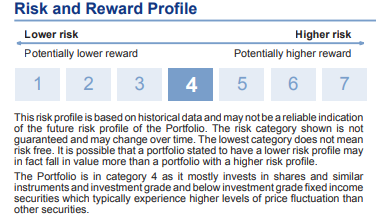 Risk and Reward Profile
Lower risk Higher risk
Potentially lower reward Potentially higher reward
1 2 3 4 5 6 7
This risk profile is based on historical data and may not be a reliable indication
of the future risk profile of the Portfolio. The risk category shown is not
guaranteed and may change over time. The lowest category does not mean
risk free. It is possible that a portfolio stated to have a lower risk profile may
in fact fall in value more than a portfolio with a higher risk profile.
The Portfolio is in category 4 as it mostly invests in shares and similar
instruments and investment grade and below investment grade fixed income
securities which typically experience higher levels of price fluctuation than
other securities.